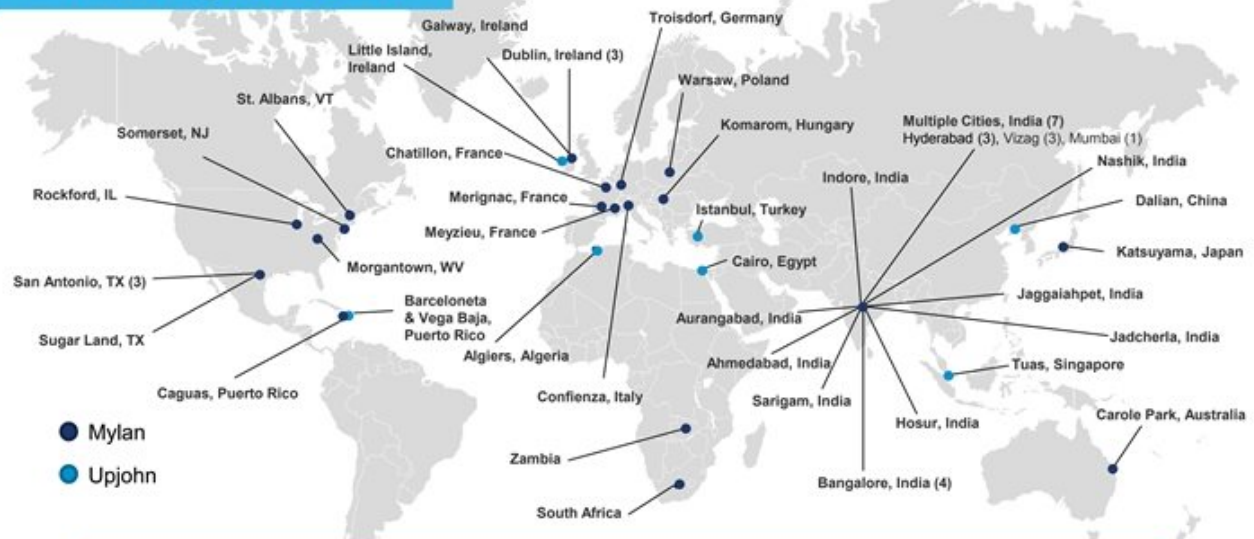 Troisdorf, Germany
Galway, Ireland
Little Island,
Ireland
Dublin, Ireland (3)
Warsaw, Poland
St. Albans, VT
Somerset, NJ
Komarom, Hungary
Multiple Cities, India (7)
Hyderabad (3), Vizag (3), Mumbai (1)
Chatillon, France
Nashik, India
Rockford, IL
Merignac, France
Indore, India
Istanbul, Turkey
Dalian, China
Meyzieu, France
Cairo, Egypt
Katsuyama, Japan
Morgantown, WV
San Antonio, TX (3)
Jaggaiahpet, India
Barceloneta
& Vega Baja,
Puerto Rico
Aurangabad, India
Sugar Land, TX
Jadcherla, India
Algiers, Algeria
Ahmedabad, India
Tuas, Singapore
Caguas, Puerto Rico
Confienza, Italy
Sarigam, India
Hosur, India
Carole Park, Australia
Mylan
Zambia
Upjohn
Bangalore, India (4)
South Africa